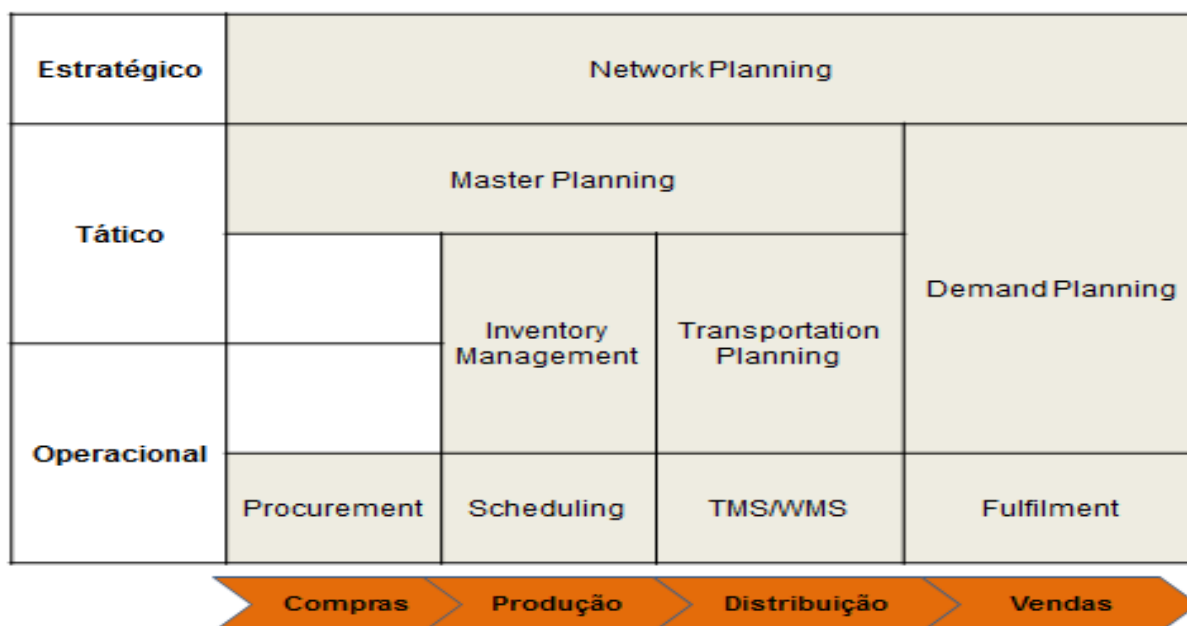 Estratégico
Network Planning
Tático
Master Planning
Demand Planning
Inventory
Management
Transportation
Planning
Operacional
Procurement
Scheduling
TMS/WMS
Fulfilment
Compras
Produção
Distribuição
Vendas